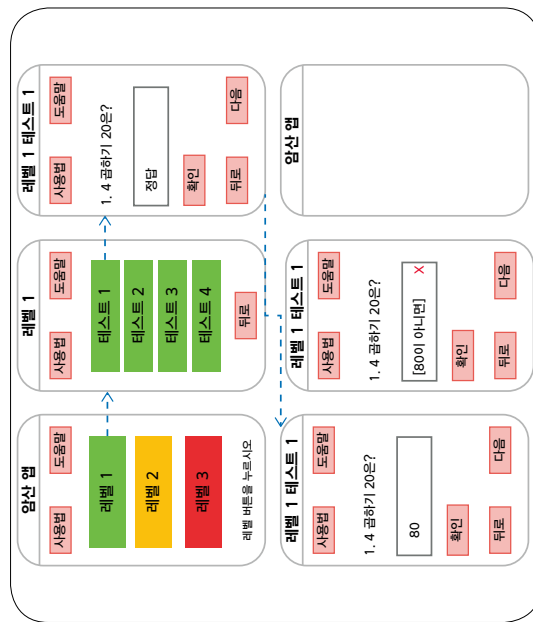 암산 앱
사용법 도움말
레벨 1
레벨 2
레벨 3
레벨 버튼을 누르시오
레벨 1
사용법 도움말
테스트 1
테스트 2
테스트 3
테스트 4
뒤로
레벨 1 테스트 1
사용법 도움말
1. 4 곱하기 20은?
정답
확인
뒤로 다음
레벨 1 테스트 1
사용법 도움말
1. 4 곱하기 20은?
80
확인
뒤로 다음
레벨 1 테스트 1
사용법 도움말
1. 4 곱하기 20은?
[80이 아니면] X
확인
뒤로 다음
암산 앱